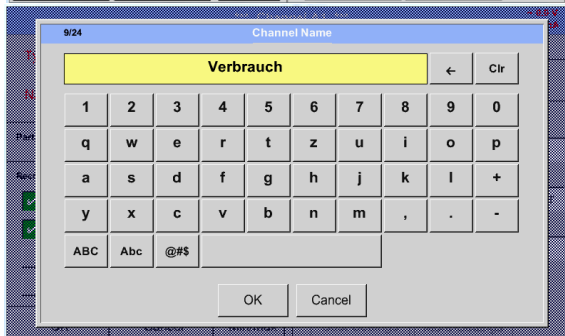 9/24 Channel Name
Verbrauch ← Clr
1 2 3 4 5 6 7 8 9 0
q w e r t z u i o p
a s d f g h j k l +
y x c v b n m , . -
ABC Abc @#$
OK Cancel